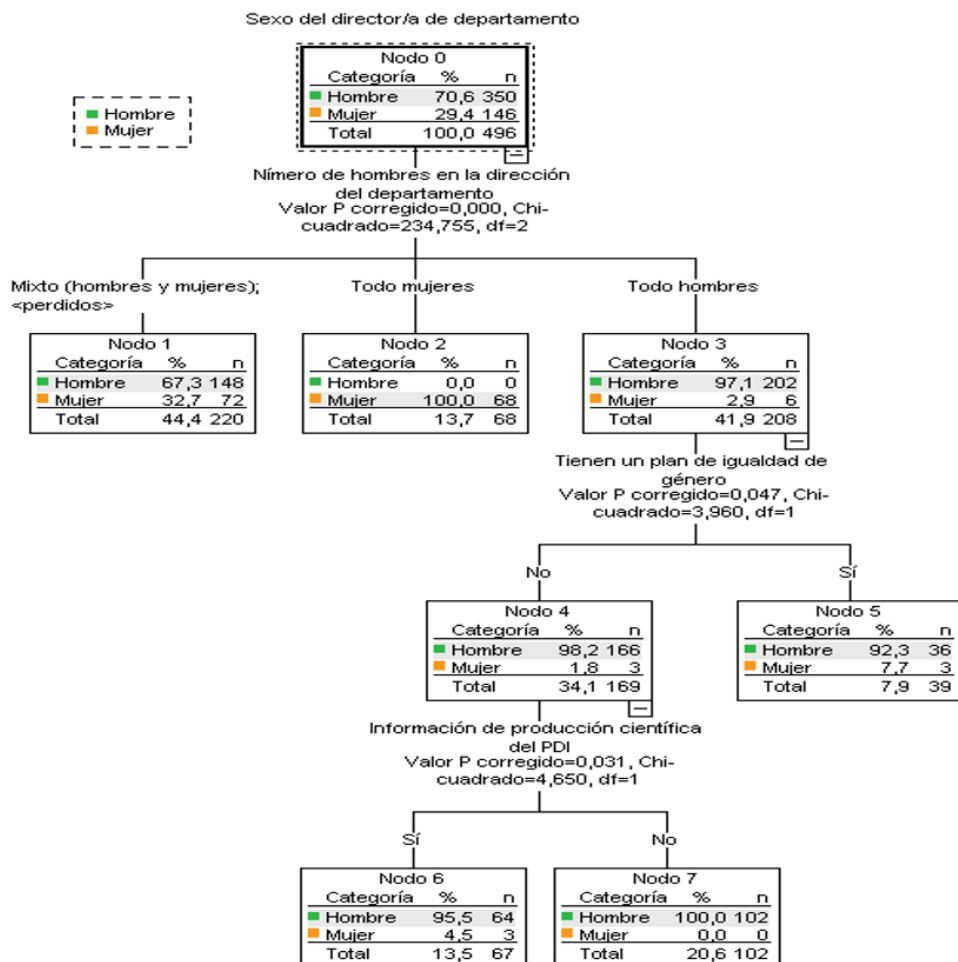 Sexo del director/a de departamento
Hombre
Mujer
Nodo 0
Categoría % n
Hombre 70,6 350
Mujer 29,4 146
Total 100,0 496
Nímero de hombres en la dirección
del departamento
Valor P corregido=0,000, Chi-
cuadrado=234,755, df=2
Mixto (hombres y mujeres);
<perdidos>
Todo mujeres
Todo hombres
Nodo 1
Categoría % n
Hombre 67,3 148
Mujer 32,7 72
Total 44,4 220
Nodo 2
Categoría % n
Hombre 0,0 0
Mujer 100,0 68
Total 13,7 68
Nodo 3
Categoría % n
Hombre 97,1 202
Mujer 2,9 6
Total 41,9 208
Tienen un plan de igualdad de
género
Valor P corregido=0,047, Chi-
cuadrado=3,960, df=1
No
Sí
Nodo 4
Categoría % n
Hombre 98,2 166
Mujer 1,8 3
Total 34,1 169
Nodo 5
Categoría % n
Hombre 92,3 36
Mujer 7,7 3
Total 7,9 39
Información de producción científica
del PDI
Valor P corregido=0,031, Chi-
cuadrado=4,650, df=1
Sí
No
Nodo 6
Categoría % n
Hombre 95,5 64
Mujer 4,5 3
Total 13,5 67
Nodo 7
Categoría % n
Hombre 100,0 102
Mujer 0,0 0
Total 20,6 102